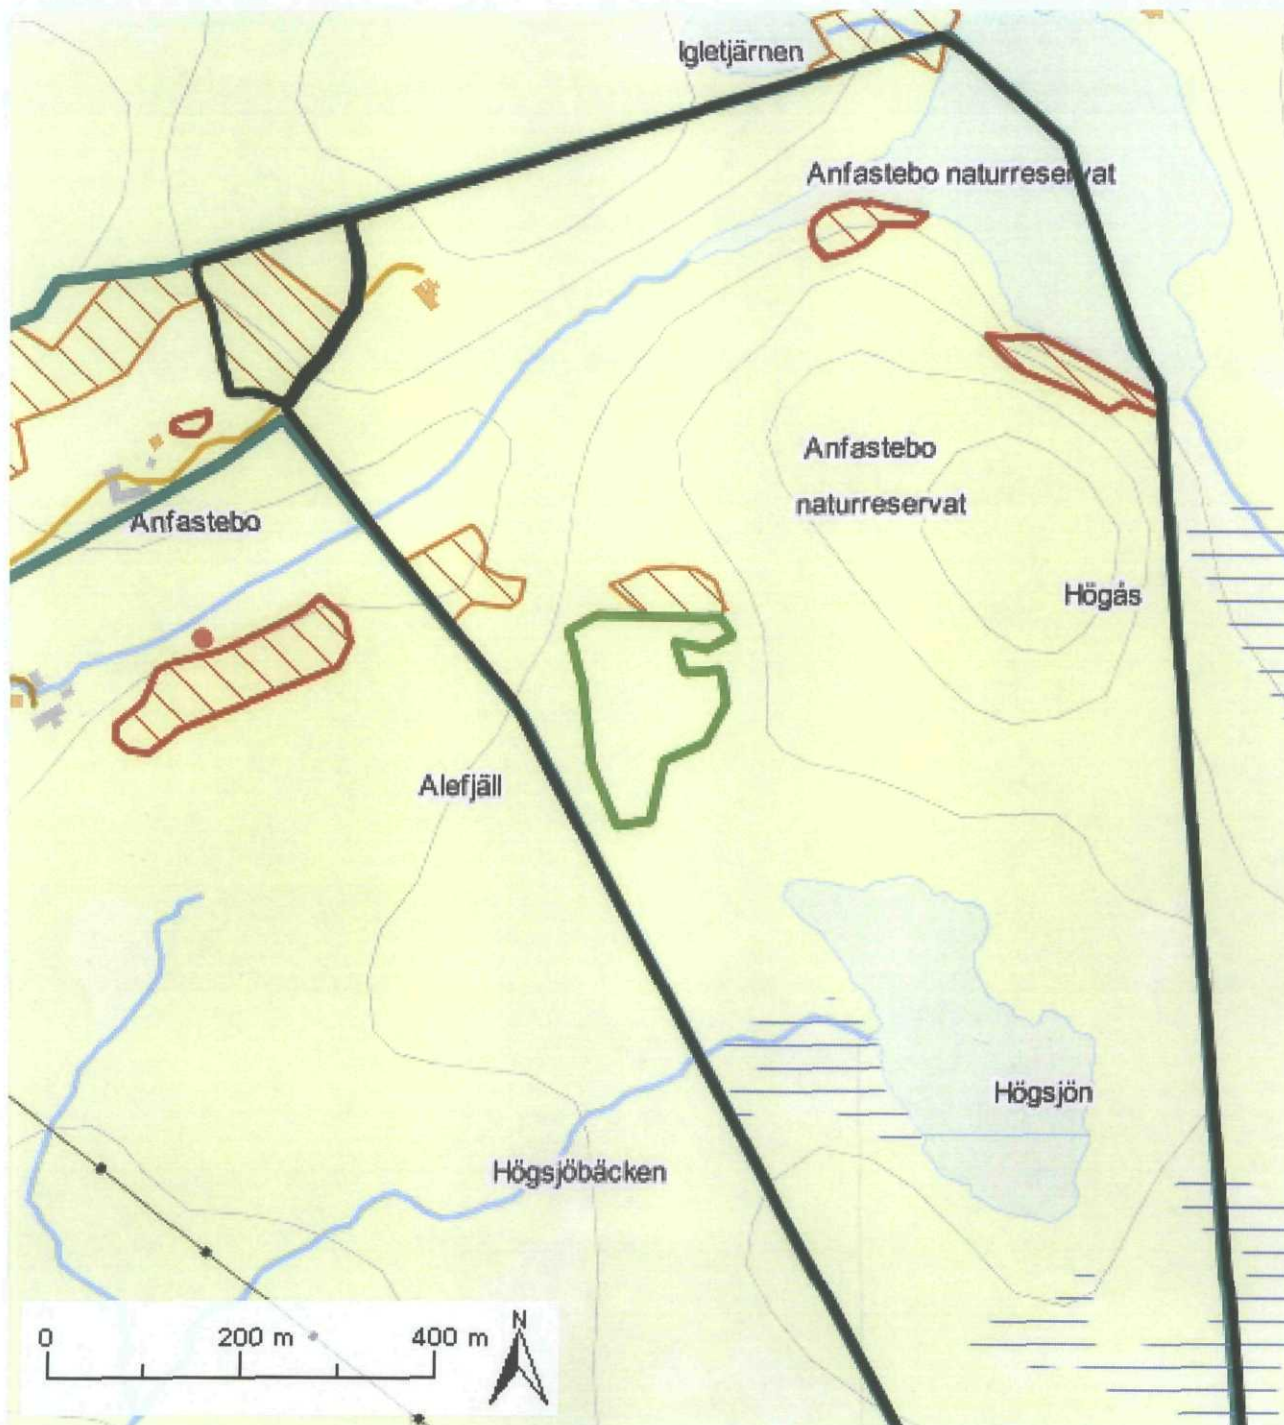 Igletjärnen
Anfastebo naturreservat
Anfastebo
naturreservat
Anfastebo
Högås
Alefjäll
Högsjön
Högsjöbäcken
0 200 m 400 m
N